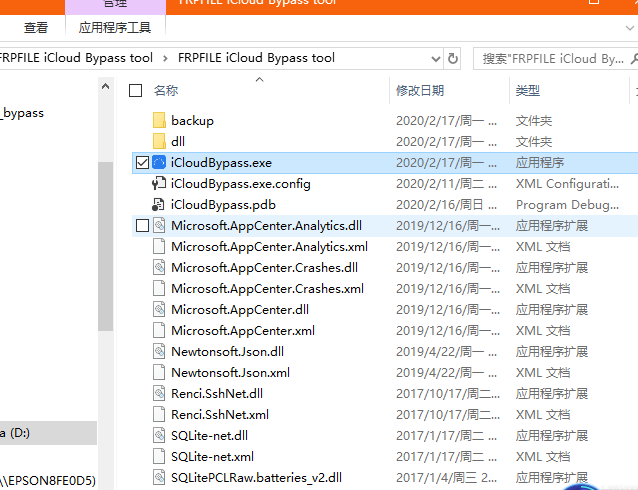 管理
FRPFILE iCloud Bypass tool
查看
应用程序工具
FRPFILE iCloud Bypass tool > FRPFILE iCloud Bypass tool
搜索"FRPFILE iCloud By...
名称
修改日期
类型
_bypass
backup
2020/2/17/周一 ...
文件夹
dll
2020/2/17/周一 ...
文件夹
iCloudBypass.exe
2020/2/17/周一 ...
应用程序
iCloudBypass.exe.config
2020/2/11/周二 ...
XML Configurati...
iCloudBypass.pdb
2020/2/16/周日 ...
Program Debug...
Microsoft.AppCenter.Analytics.dll
2019/12/16/周一...
应用程序扩展
Microsoft.AppCenter.Analytics.xml
2019/12/16/周一...
XML 文档
Microsoft.AppCenter.Crashes.dll
2019/12/16/周一...
应用程序扩展
Microsoft.AppCenter.Crashes.xml
2019/12/16/周一...
XML 文档
Microsoft.AppCenter.dll
2019/12/16/周一...
应用程序扩展
Microsoft.AppCenter.xml
2019/12/16/周一...
XML 文档
Newtonsoft.Json.dll
2019/4/22/周一 ...
应用程序扩展
Newtonsoft.Json.xml
2019/4/22/周一 ...
XML 文档
Renci.SshNet.dll
2017/10/17/周二...
应用程序扩展
Renci.SshNet.xml
2017/10/17/周二...
XML 文档
a (D:)
SQLite-net.dll
2017/1/17/周二 ...
应用程序扩展
SQLite-net.xml
2017/1/17/周二 ...
XML 文档
\\EPSON8FE0D5)
SQLitePCLRaw.batteries_v2.dll
2017/1/4/周三 2...
应用程序扩展